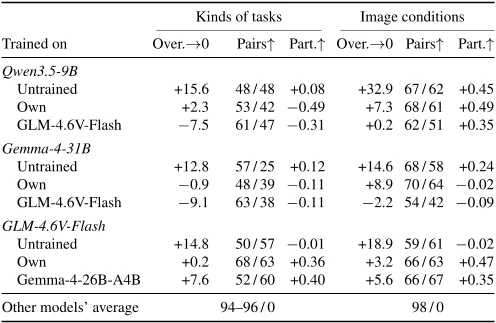 Kinds of tasks Image conditions
Trained on Over.→0 Pairs↑ Part.↑ Over.→0 Pairs↑ Part.↑
Qwen3.5-9B
Untrained +15.6 48/48 +0.08 +32.9 67/62 +0.45
Own +2.3 53/42 −0.49 +7.3 68/61 +0.49
GLM-4.6V-Flash −7.5 61/47 −0.31 +0.2 62/51 +0.35
Gemma-4-31B
Untrained +12.8 57/25 +0.12 +14.6 68/58 +0.24
Own −0.9 48/39 −0.11 +8.9 70/64 −0.02
GLM-4.6V-Flash −9.1 63/38 −0.11 −2.2 54/42 −0.09
GLM-4.6V-Flash
Untrained +14.8 50/57 −0.01 +18.9 59/61 −0.02
Own +0.2 68/63 +0.36 +3.2 66/63 +0.47
Gemma-4-26B-A4B +7.6 52/60 +0.40 +5.6 66/67 +0.35
Other models’ average 94–96/0 98/0